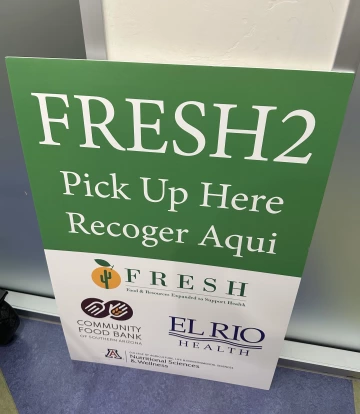 FRESH2
Pick Up Here
Recoger Aqui
FRESH
Food & Resources Expanded to Support Health
COMMUNITY
FOOD BANK
OF SOUTHERN ARIZONA
EL RIO
HEALTH
A
Nutritional Sciences
& Wellness